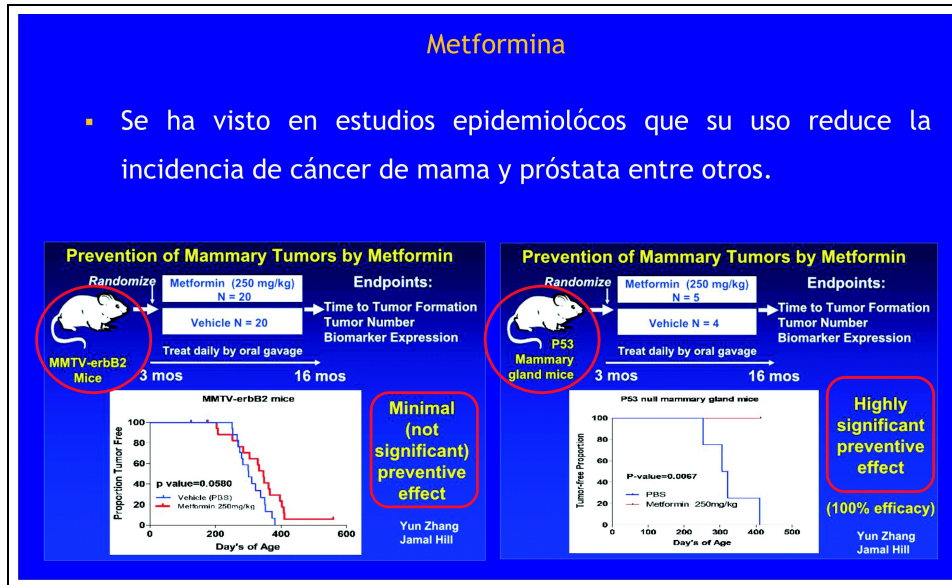 Metformina
▪ Se ha visto en estudios epidemiolócos que su uso reduce la
incidencia de cáncer de mama y próstata entre otros.
Prevention of Mammary Tumors by Metformin
Randomize
Metformin (250 mg/kg)
N = 20
Vehicle N = 20
Endpoints:
Time to Tumor Formation
Tumor Number
Biomarker Expression
Treat daily by oral gavage
MMTV-erbB2
Mice
3 mos
16 mos
MMTV-erbB2 mice
Proportion Tumor Free
100
80
60
40
20
0
p value=0.0580
Vehicle (PBS)
Metformin 250mg/kg
0
200
400
600
Day's of Age
Minimal
(not
significant)
preventive
effect
Yun Zhang
Jamal Hill
Prevention of Mammary Tumors by Metformin
Randomize
Metformin (250 mg/kg)
N = 5
Vehicle N = 4
Endpoints:
Time to Tumor Formation
Tumor Number
Biomarker Expression
Treat daily by oral gavage
P53
Mammary
gland mice
3 mos
16 mos
P53 null mammary gland mice
Tumor-free Proportion
100
80
60
40
20
0
P-value=0.0067
PBS
Metformin 250mg/kg
0
100
200
300
400
500
Day's of Age
Highly
significant
preventive
effect
(100% efficacy)
Yun Zhang
Jamal Hill